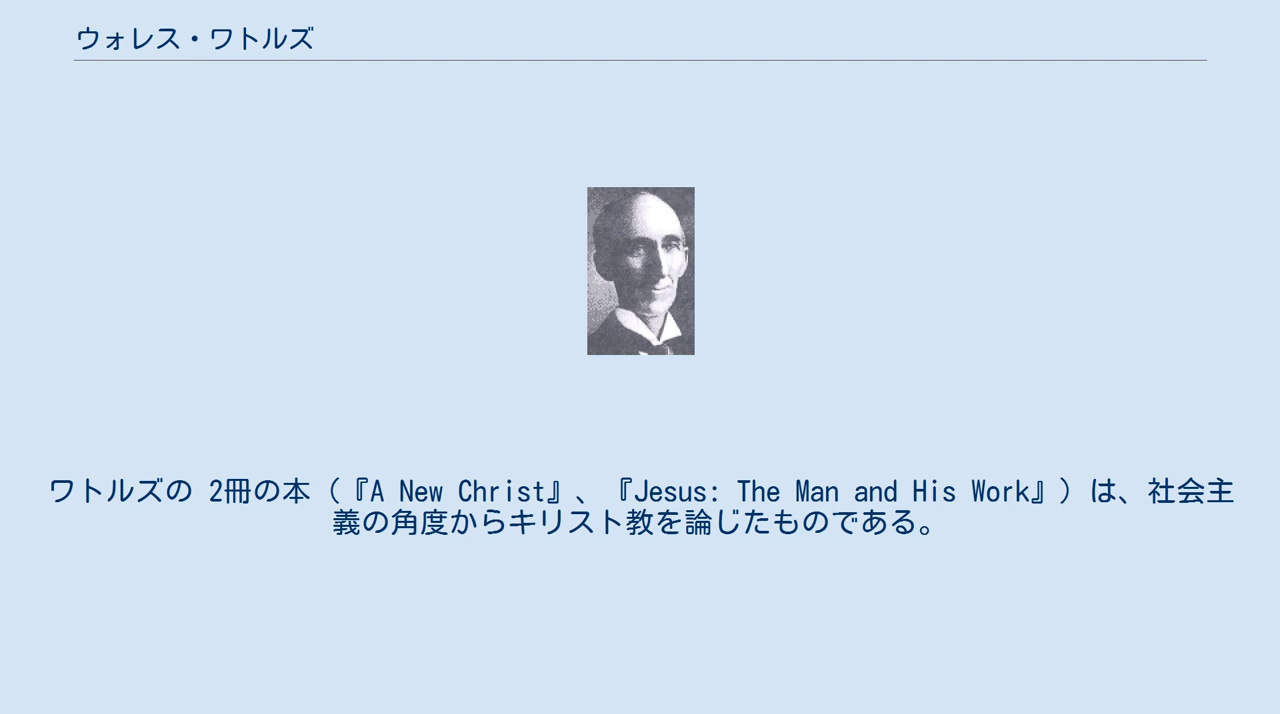 ウォレス・ワトルズ
ワトルズの 2冊の本（『A New Christ』、『Jesus: The Man and His Work』）は、社会主
義の角度からキリスト教を論じたものである。